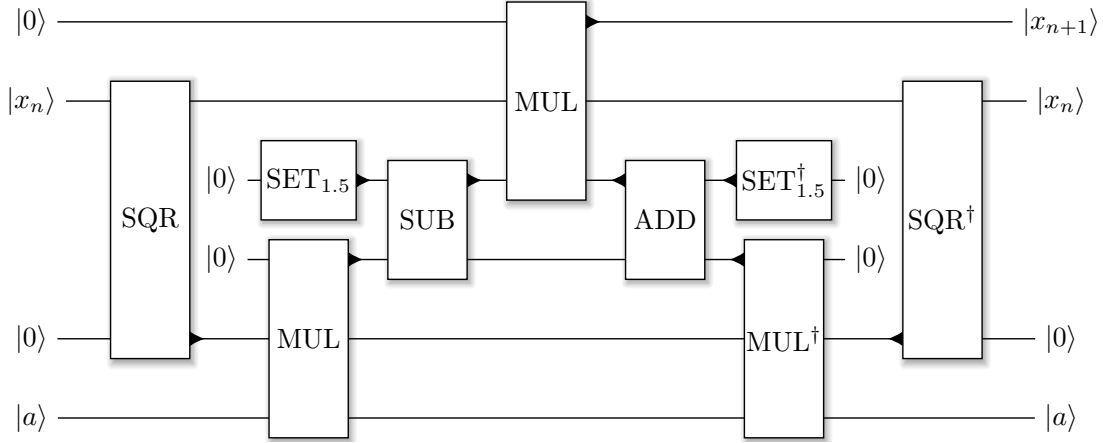 |0⟩ MUL |x_{n+1}⟩
|x_n⟩ |x_n⟩
|0⟩ SET_{1.5} SET†_{1.5} |0⟩
SQR SUB ADD SQR†
|0⟩ |0⟩
|0⟩ MUL MUL† |0⟩
|a⟩ |a⟩